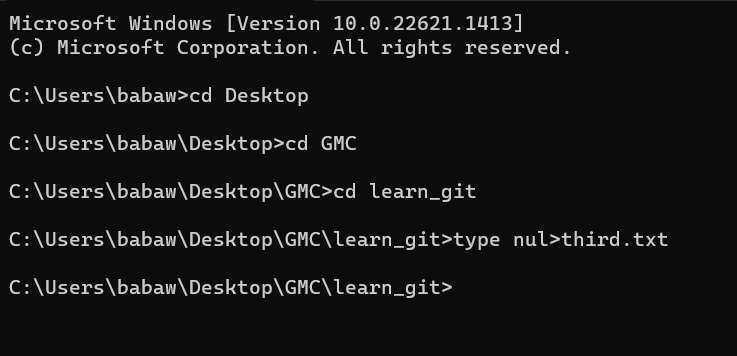 Microsoft Windows [Version 10.0.22621.1413]
(c) Microsoft Corporation. All rights reserved.
C:\Users\babaw>cd Desktop
C:\Users\babaw\Desktop>cd GMC
C:\Users\babaw\Desktop\GMC>cd learn_git
C:\Users\babaw\Desktop\GMC\learn_git>type nul>third.txt
C:\Users\babaw\Desktop\GMC\learn_git>